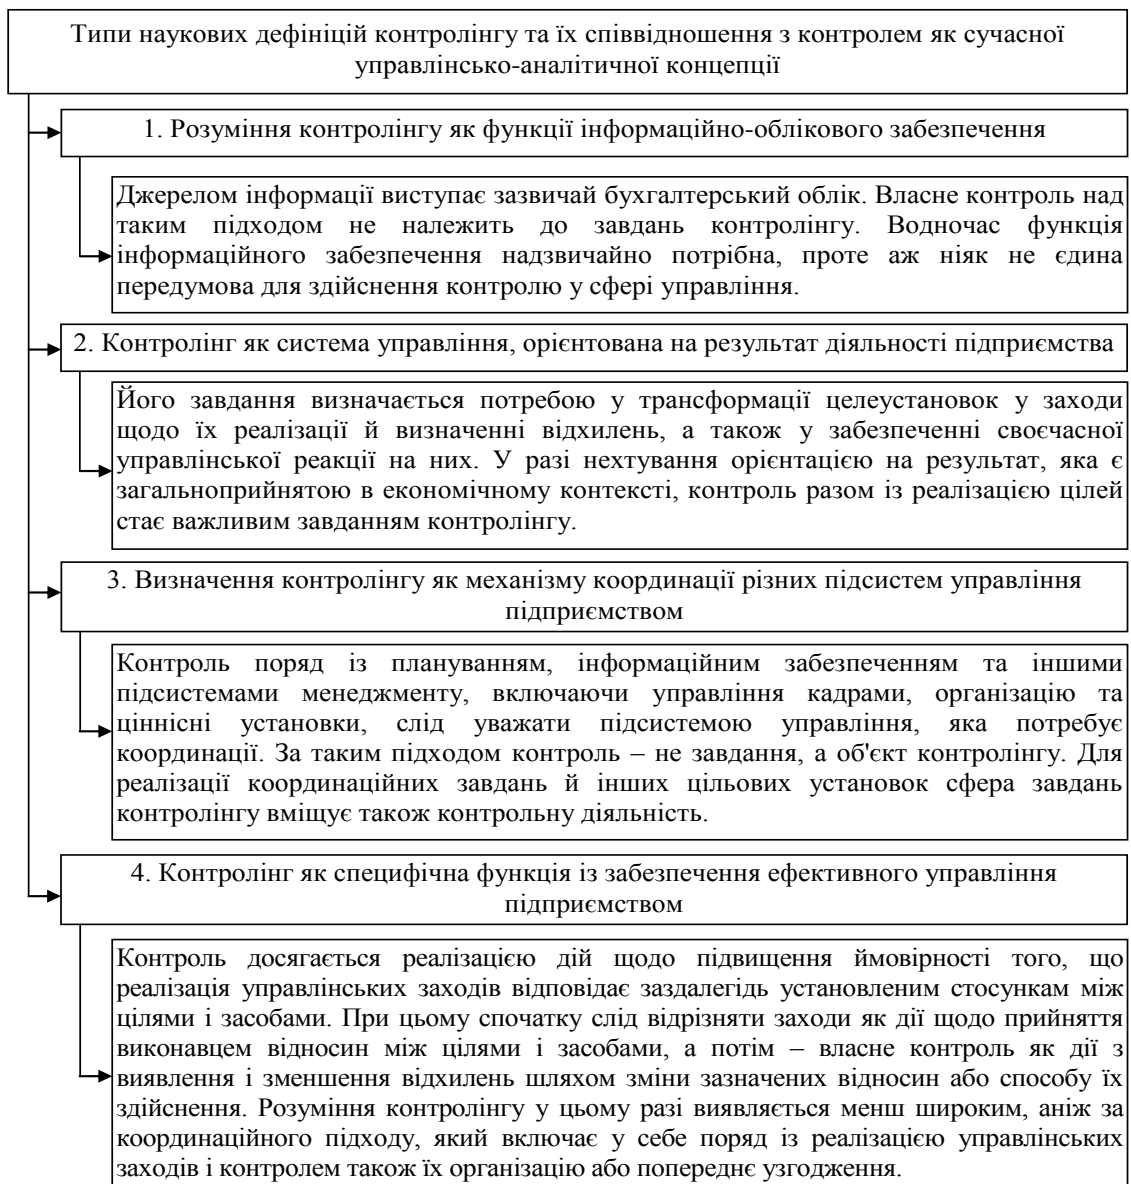 Типи наукових дефініцій контролінгу та їх співвідношення з контролем як сучасної
управлінсько-аналітичної концепції
1. Розуміння контролінгу як функції інформаційно-облікового забезпечення
Джерелом інформації виступає зазвичай бухгалтерський облік. Власне контроль над
таким підходом не належить до завдань контролінгу. Водночас функція
інформаційного забезпечення надзвичайно потрібна, проте аж ніяк не єдина
передумова для здійснення контролю у сфері управління.
2. Контролінг як система управління, орієнтована на результат діяльності підприємства
Його завдання визначається потребою у трансформації целеустановок у заходи
щодо їх реалізації й визначенні відхилень, а також у забезпеченні своєчасної
управлінської реакції на них. У разі нехтування орієнтацією на результат, яка є
загальноприйнятою в економічному контексті, контроль разом із реалізацією цілей
стає важливим завданням контролінгу.
3. Визначення контролінгу як механізму координації різних підсистем управління
підприємством
Контроль поряд із плануванням, інформаційним забезпеченням та іншими
підсистемами менеджменту, включаючи управління кадрами, організацію та
ціннісні установки, слід уважати підсистемою управління, яка потребує
координації. За таким підходом контроль – не завдання, а об'єкт контролінгу. Для
реалізації координаційних завдань й інших цільових установок сфера завдань
контролінгу вміщує також контрольну діяльність.
4. Контролінг як специфічна функція із забезпечення ефективного управління
підприємством
Контроль досягається реалізацією дій щодо підвищення ймовірності того, що
реалізація управлінських заходів відповідає заздалегідь установленим стосункам між
цілями і засобами. При цьому спочатку слід відрізняти заходи як дії щодо прийняття
виконавцем відносин між цілями і засобами, а потім – власне контроль як дії з
виявлення і зменшення відхилень шляхом зміни зазначених відносин або способу їх
здійснення. Розуміння контролінгу у цьому разі виявляється менш широким, аніж за
координаційного підходу, який включає у себе поряд із реалізацією управлінських
заходів і контролем також їх організацію або попереднє узгодження.